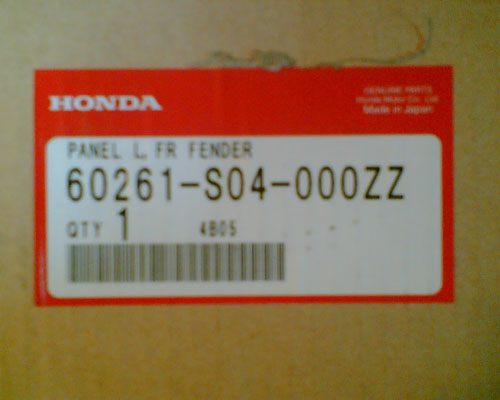 HONDA
GENUINE PARTS
Honda Motor Co., Ltd.
Made in Japan
PANEL L, FR FENDER
60261-S04-000ZZ
QTY 1 4B05